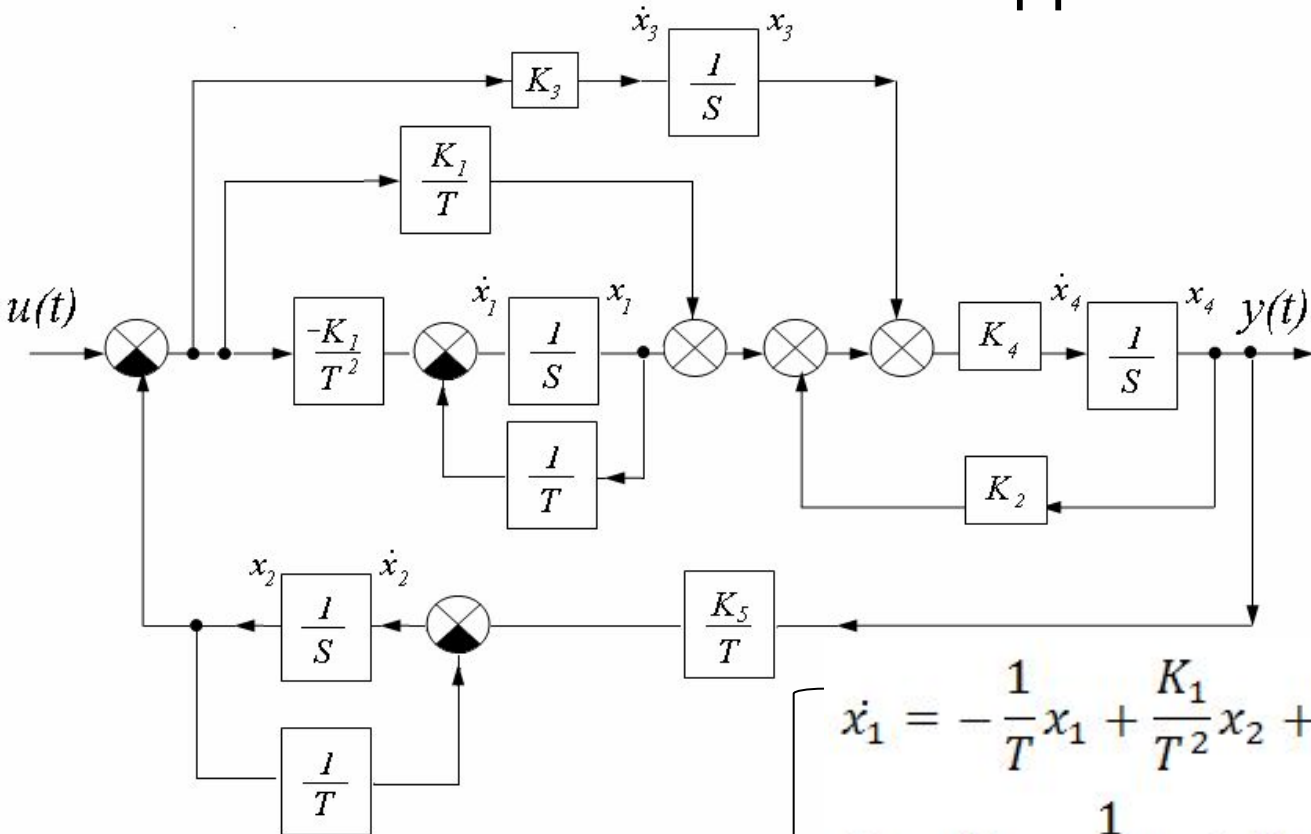 ẋ₃ x₃
K₃
1/S
K₁/T
u(t)
-K₁/T²
ẋ₁
1/S
x₁
K₄
ẋ₄
1/S
x₄
y(t)
1/T
K₂
x₂
1/S
ẋ₂
K₅/T
1/T
ẋ₁ = -1/T x₁ + K₁/T² x₂ +